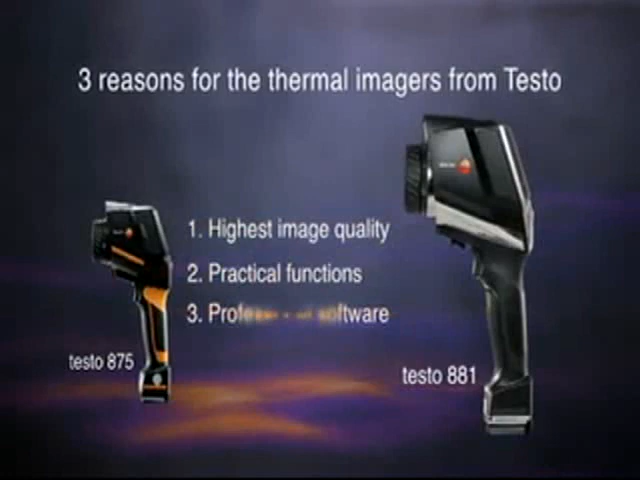 3 reasons for the thermal imagers from Testo
1. Highest image quality
2. Practical functions
3. software
testo 875
testo 881